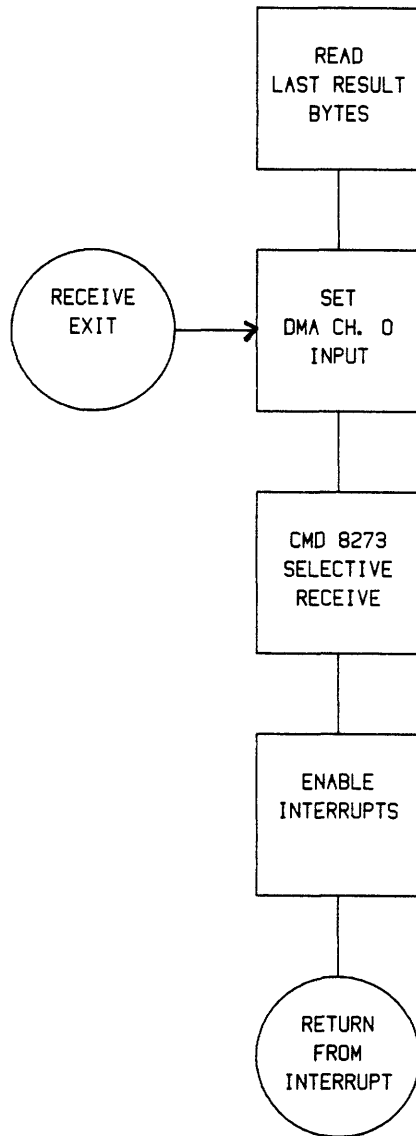 READ
LAST RESULT
BYTES
RECEIVE
EXIT
SET
DMA CH. 0
INPUT
CMD 8273
SELECTIVE
RECEIVE
ENABLE
INTERRUPTS
RETURN
FROM
INTERRUPT